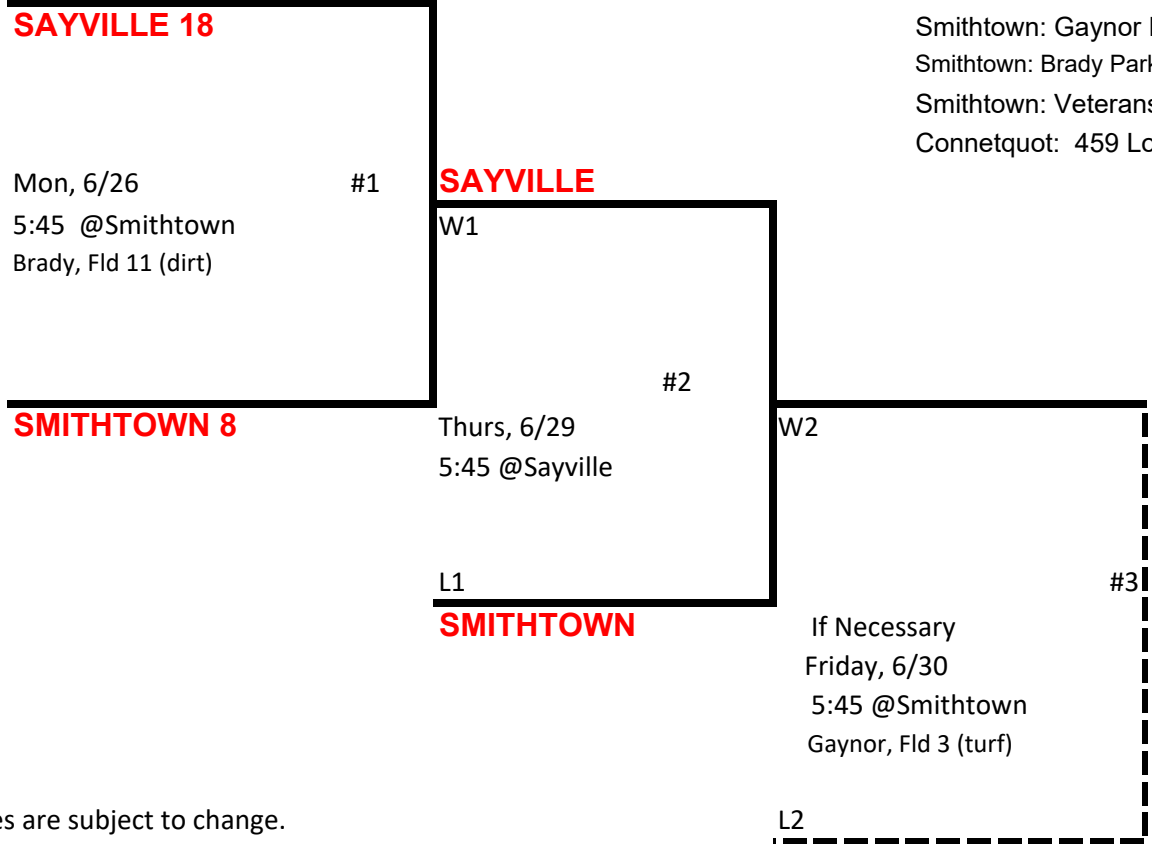 SAYVILLE 18
Smithtown: Gaynor
Smithtown: Brady Park
Smithtown: Veterans
Connetquot: 459
Mon, 6/26 #1
5:45 @Smithtown
Brady, Fld 11 (dirt)
SAYVILLE
W1
#2
SMITHTOWN 8
Thurs, 6/29
5:45 @Sayville
W2
L1
#3
SMITHTOWN
If Necessary
Friday, 6/30
5:45 @Smithtown
Gaynor, Fld 3 (turf)
are subject to change.
L2